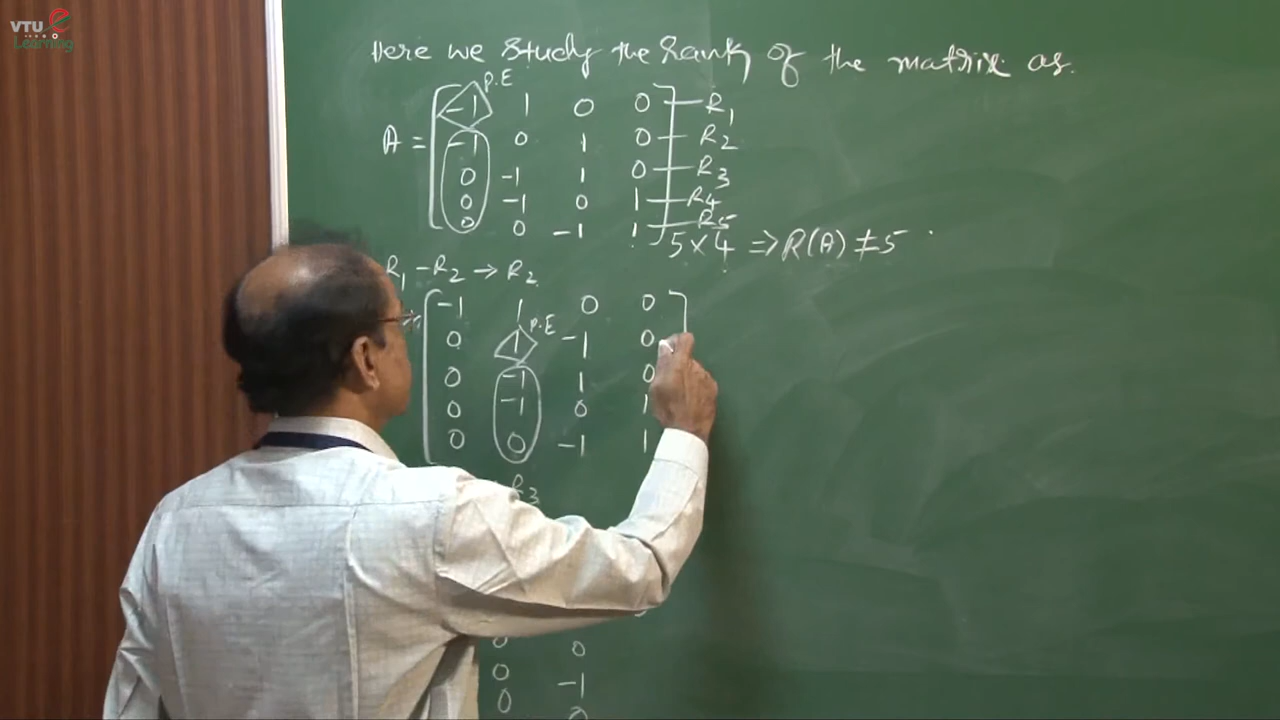 VTU e
Learning
Here we study the Rank of the matrix as.
P.E
-1 1 0 0 R1
A = -1 0 1 0 R2
0 -1 1 0 R3
0 -1 0 1 R4
0 0 -1 1 R5
5×4 ⇒ R(A) ≠ 5
R1 - R2 → R2
-1 1 0 0
P.E
0 1 -1 0
0 -1 1 0
0 -1 0 1
0 0 -1 1
R3
0 0
0 -1
0 0